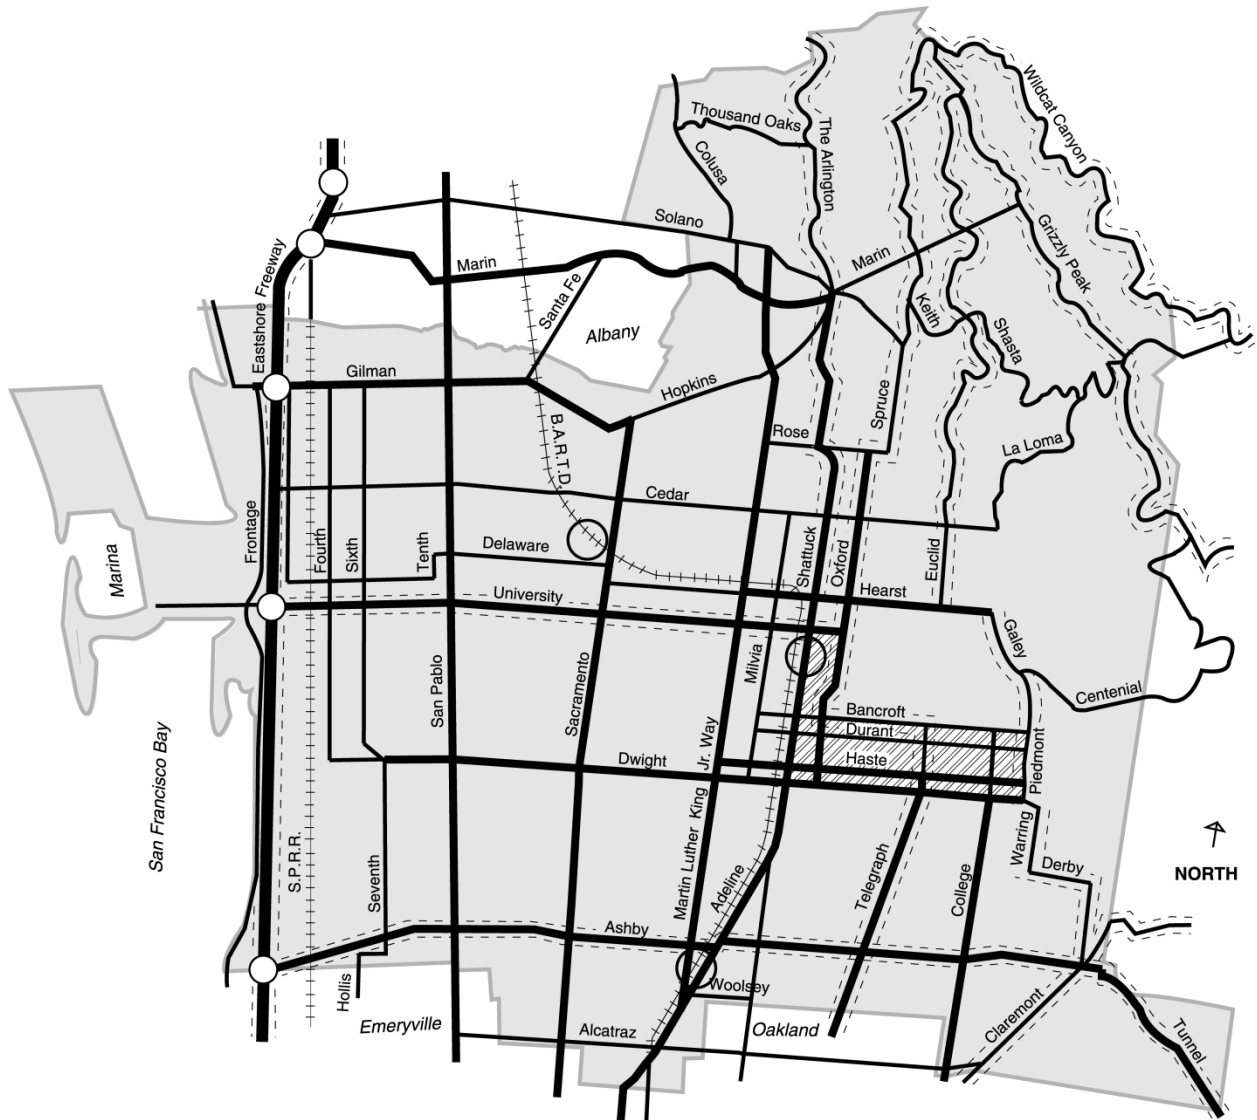 Wildcat Canyon
Thousand Oaks
The Arlington
Colusa
Solano
Grizzly Peak
Marin
Marin
Eastshore Freeway
Santa Fe
Keith
Shasta
Albany
Gilman
Hopkins
Spruce
Rose
La Loma
B.A.R.T.D.
Cedar
Frontage
Fourth
Sixth
Tenth
Delaware
Shattuck
Oxford
Euclid
Marina
University
Hearst
Galey
Milvia
San Pablo
Sacramento
Centenial
Bancroft
Durant
Haste
Piedmont
Jr. Way
Dwight
San Francisco Bay
Martin Luther King
Warring
Derby
NORTH
S.P.R.R.
Seventh
Adeline
Telegraph
College
Ashby
Hollis
Woolsey
Emeryville
Alcatraz
Oakland
Claremont
Tunnel